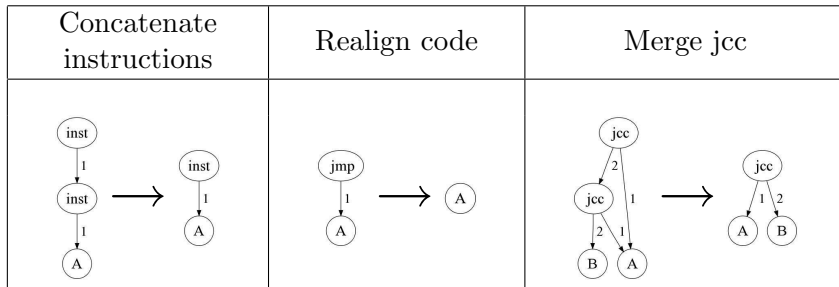 Concatenate
instructions
Realign code
Merge jcc
inst
1
inst
1
A
inst
1
A
jmp
1
A
A
jcc
2
1
jcc
2
1
B
A
jcc
1
2
A
B